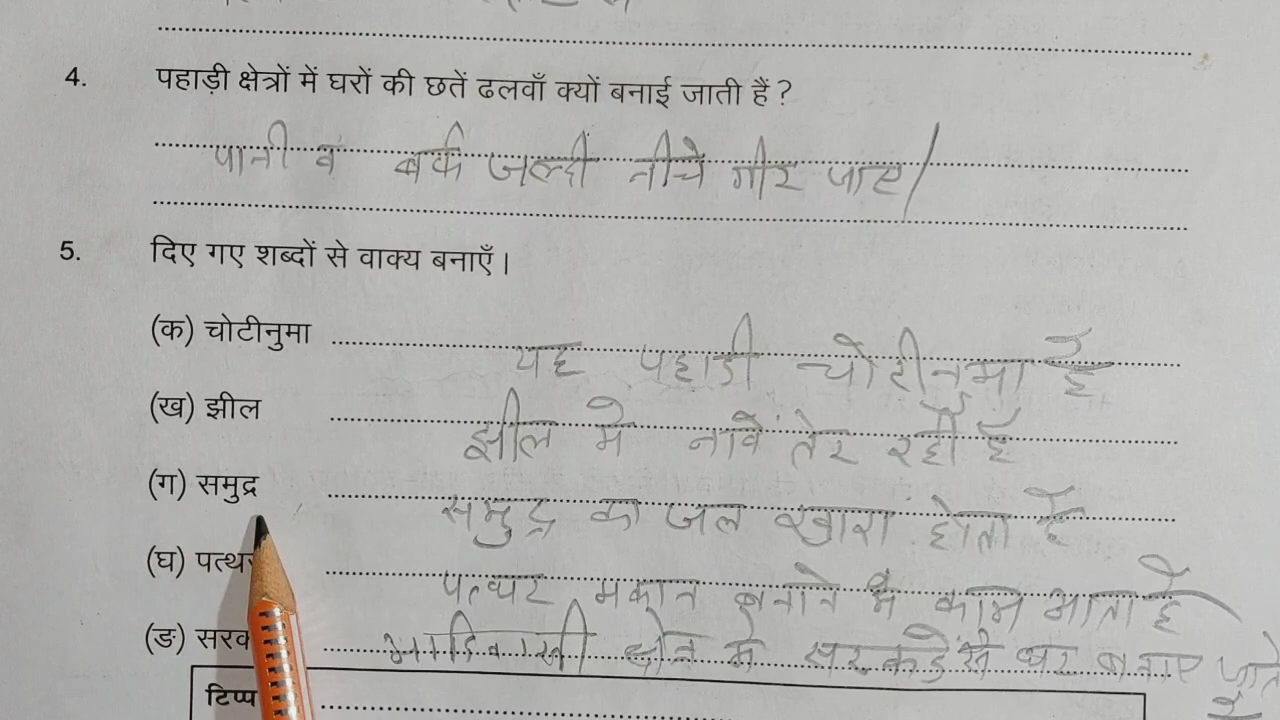 4. पहाड़ी क्षेत्रों में घरों की छतें ढलवाँ क्यों बनाई जाती हैं ?
पानी व बर्फ जल्दी नीचे गीर जाए।
5. दिए गए शब्दों से वाक्य बनाएँ ।
(क) चोटीनुमा यह पहाडी चोटीनुमा है
(ख) झील झील मे नावें तेर रही हैं
(ग) समुद्र समुद्र का जल खारा होता है
(घ) पत्थर पत्थर मकान बनाने मे काम आता है
(ङ) सरक आदिवासी क्षेत्र मे सरकडे से घर बनाए जाते है
टिप्प